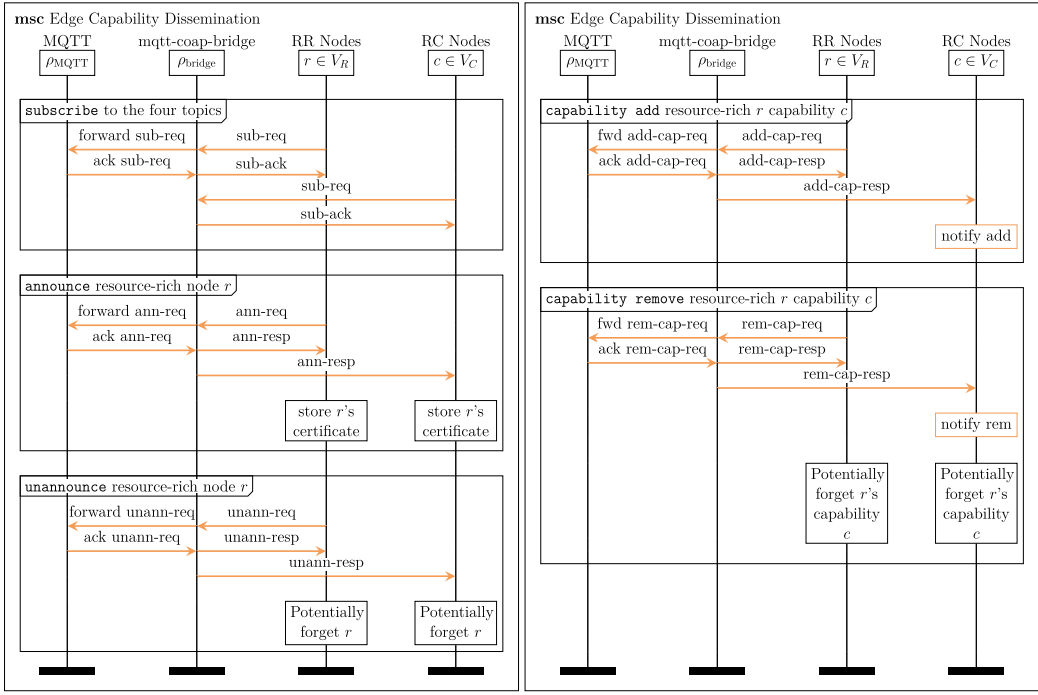 msc Edge Capability Dissemination
MQTT mqtt-coap-bridge RR Nodes RC Nodes
ρMQTT ρbridge r ∈ VR c ∈ VC
subscribe to the four topics
forward sub-req sub-req
ack sub-req sub-ack
sub-req
sub-ack
announce resource-rich node r
forward ann-req ann-req
ack ann-req ann-resp
ann-resp
store r's store r's
certificate certificate
unannounce resource-rich node r
forward unann-req unann-req
ack unann-req unann-resp
unann-resp
Potentially Potentially
forget r forget r
msc Edge Capability Dissemination
MQTT mqtt-coap-bridge RR Nodes RC Nodes
ρMQTT ρbridge r ∈ VR c ∈ VC
capability add resource-rich r capability c
fwd add-cap-req add-cap-req
ack add-cap-req add-cap-resp
add-cap-resp
notify add
capability remove resource-rich r capability c
fwd rem-cap-req rem-cap-req
ack rem-cap-req rem-cap-resp
rem-cap-resp
notify rem
Potentially Potentially
forget r's forget r's
capability capability
c c